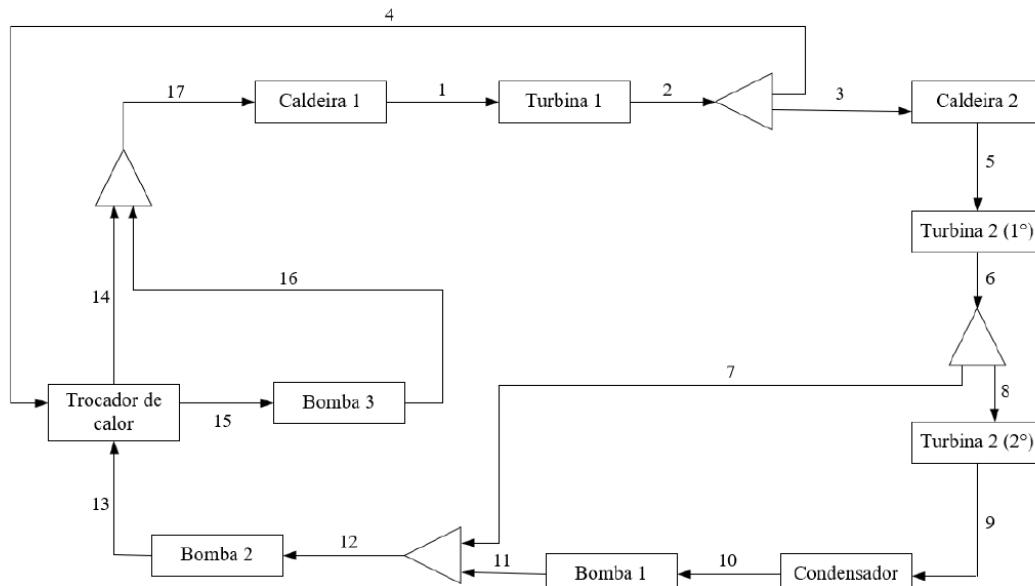 4
17
Caldeira 1
1
Turbina 1
2
3
Caldeira 2
5
Turbina 2 (1°)
6
16
14
7
8
Trocador de
calor
15
Bomba 3
Turbina 2 (2°)
13
9
Bomba 2
12
11
Bomba 1
10
Condensador